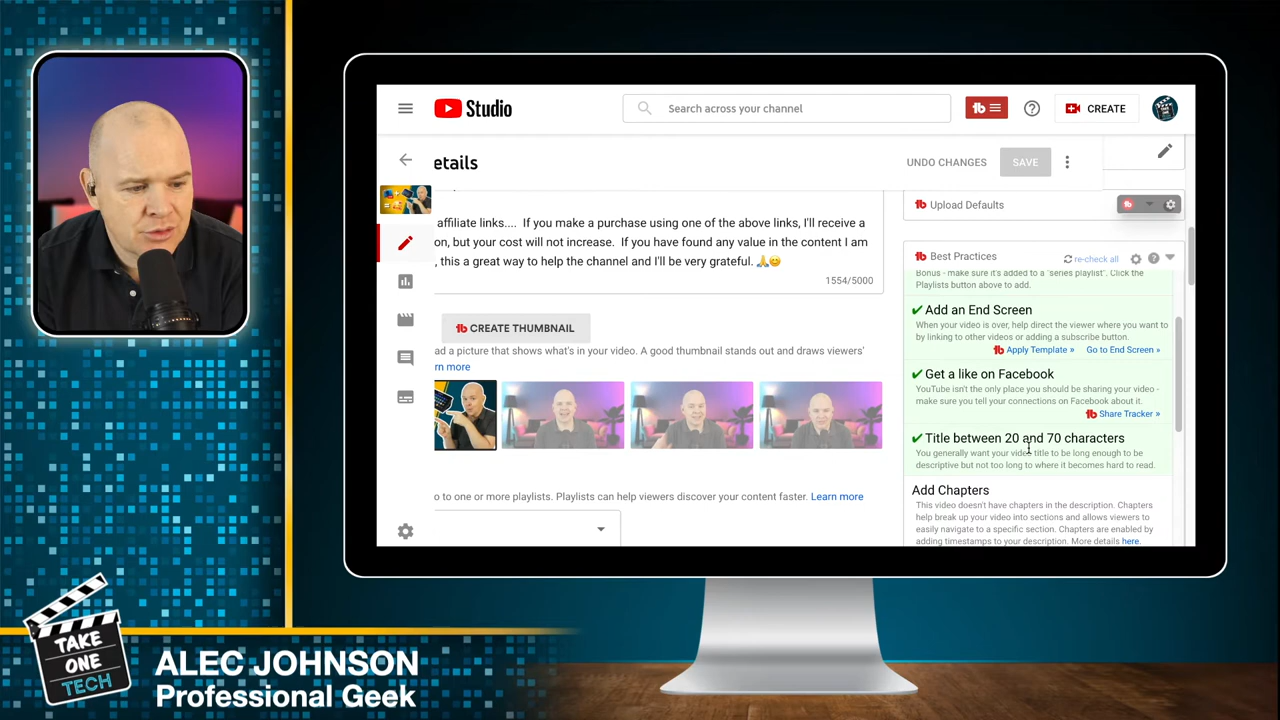 Studio
Search across your channel
tb
CREATE
etails
UNDO CHANGES
SAVE
tb Upload Defaults
tb
affiliate links.... If you make a purchase using one of the above links, I'll receive a
on, but your cost will not increase. If you have found any value in the content I am
, this a great way to help the channel and I'll be very grateful. 🙏😊
1554/5000
tb CREATE THUMBNAIL
ad a picture that shows what's in your video. A good thumbnail stands out and draws viewers'
rn more
o to one or more playlists. Playlists can help viewers discover your content faster. Learn more
tb Best Practices
re-check all
Bonus - make sure it's added to a "series playlist". Click the
Playlists button above to add.
✔ Add an End Screen
When your video is over, help direct the viewer where you want to
by linking to other videos or adding a subscribe button.
tb Apply Template » Go to End Screen »
✔ Get a like on Facebook
YouTube isn't the only place you should be sharing your video -
make sure you tell your connections on Facebook about it.
tb Share Tracker »
✔ Title between 20 and 70 characters
You generally want your video title to be long enough to be
descriptive but not too long to where it becomes hard to read.
Add Chapters
This video doesn't have chapters in the description. Chapters
help break up your video into sections and allows viewers to
easily navigate to a specific section. Chapters are enabled by
adding timestamps to your description. More details here.
TAKE
ONE
TECH
ALEC JOHNSON
Professional Geek